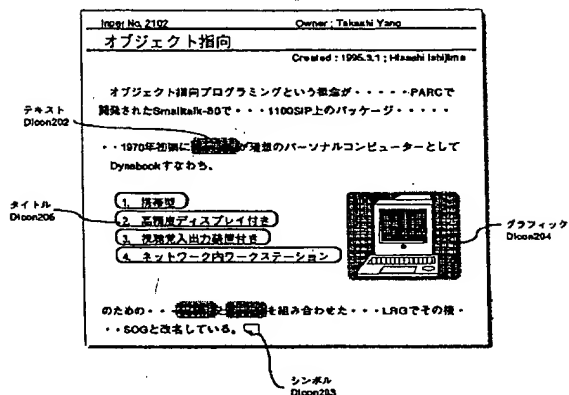 Inpei No. 2102
Owner : Takashi Yang
オブジェクト指向
Created : 1995.3.1 ; Hisashi Ishijima
オブジェクト指向プログラミングという概念が・・・・・PARCで
開発されたSmalltalk-80で・・・1100SIP上のパッケージ・・・・・
テキスト
Dicon202
・・1970年初頭に が理想のパーソナルコンピューターとして
Dynabookすなわち、
タイトル
Dicon205
1. 携帯型
2. 高精度ディスプレイ付き
3. 視聴覚入出力装置付き
4. ネットワーク内ワークステーション
グラフィック
Dicon204
のための・・ と を組み合わせた・・・LRGでその後・
・・SOGと改名している。
シンボル
Dicon203